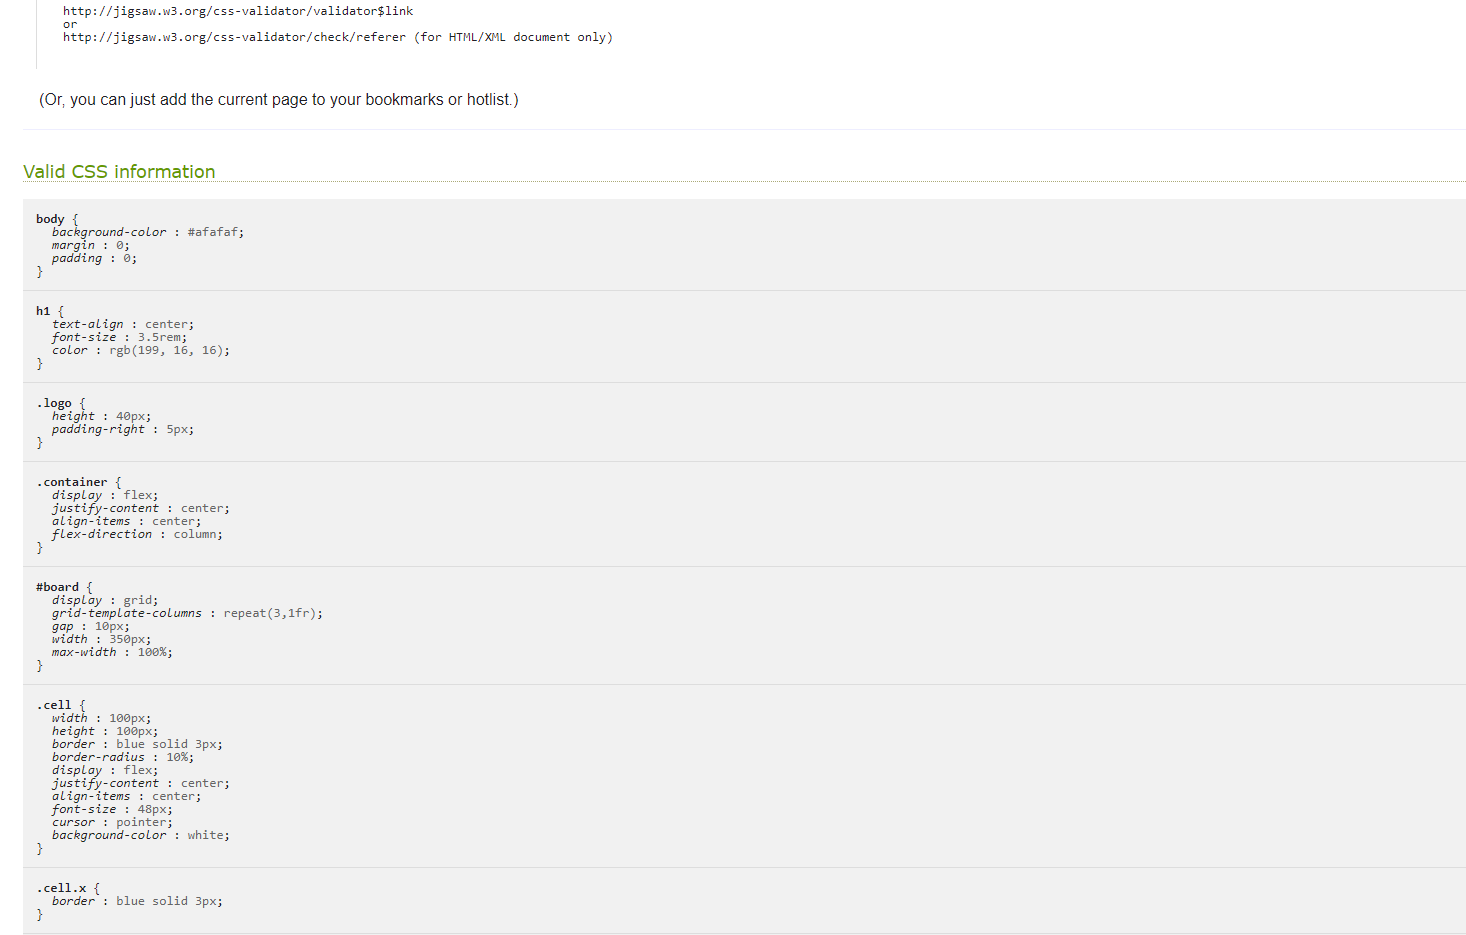 http://jigsaw.w3.org/css-validator/validator$link
or
http://jigsaw.w3.org/css-validator/check/referer (for HTML/XML document only)
(Or, you can just add the current page to your bookmarks or hotlist.)
Valid CSS information
body {
background-color : #afafaf;
margin : 0;
padding : 0;
}
h1 {
text-align : center;
font-size : 3.5rem;
color : rgb(199, 16, 16);
}
.logo {
height : 40px;
padding-right : 5px;
}
.container {
display : flex;
justify-content : center;
align-items : center;
flex-direction : column;
}
#board {
display : grid;
grid-template-columns : repeat(3,1fr);
gap : 10px;
width : 350px;
max-width : 100%;
}
.cell {
width : 100px;
height : 100px;
border : blue solid 3px;
border-radius : 10%;
display : flex;
justify-content : center;
align-items : center;
font-size : 48px;
cursor : pointer;
background-color : white;
}
.cell.x {
border : blue solid 3px;
}